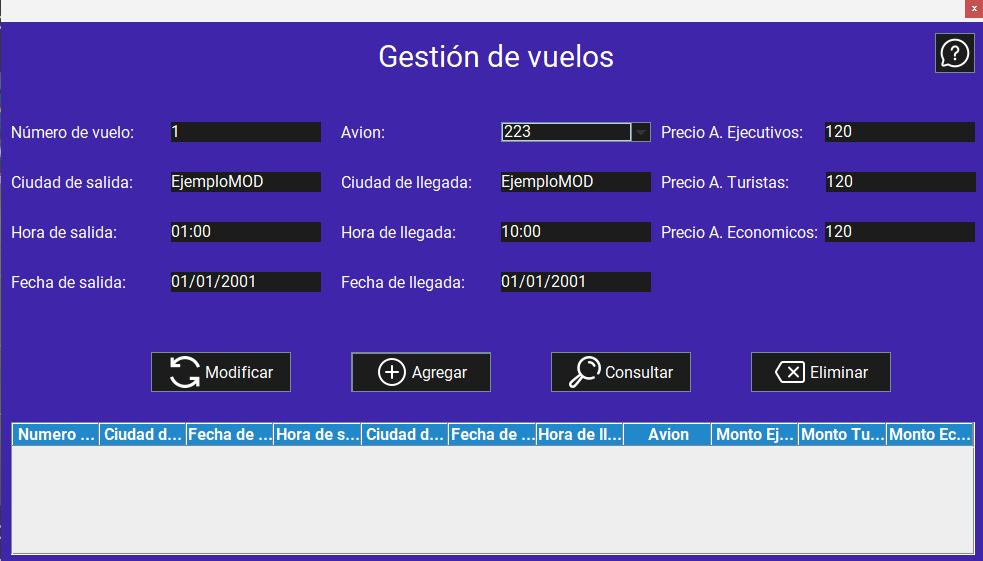 x
Gestión de vuelos
?
Número de vuelo: 1 Avion: 223 Precio A. Ejecutivos: 120
Ciudad de salida: EjemploMOD Ciudad de llegada: EjemploMOD Precio A. Turistas: 120
Hora de salida: 01:00 Hora de llegada: 10:00 Precio A. Economicos: 120
Fecha de salida: 01/01/2001 Fecha de llegada: 01/01/2001
Modificar Agregar Consultar Eliminar
Numero ... Ciudad d... Fecha de ... Hora de s... Ciudad d... Fecha de ... Hora de ll... Avion Monto Ej... Monto Tu... Monto Ec...